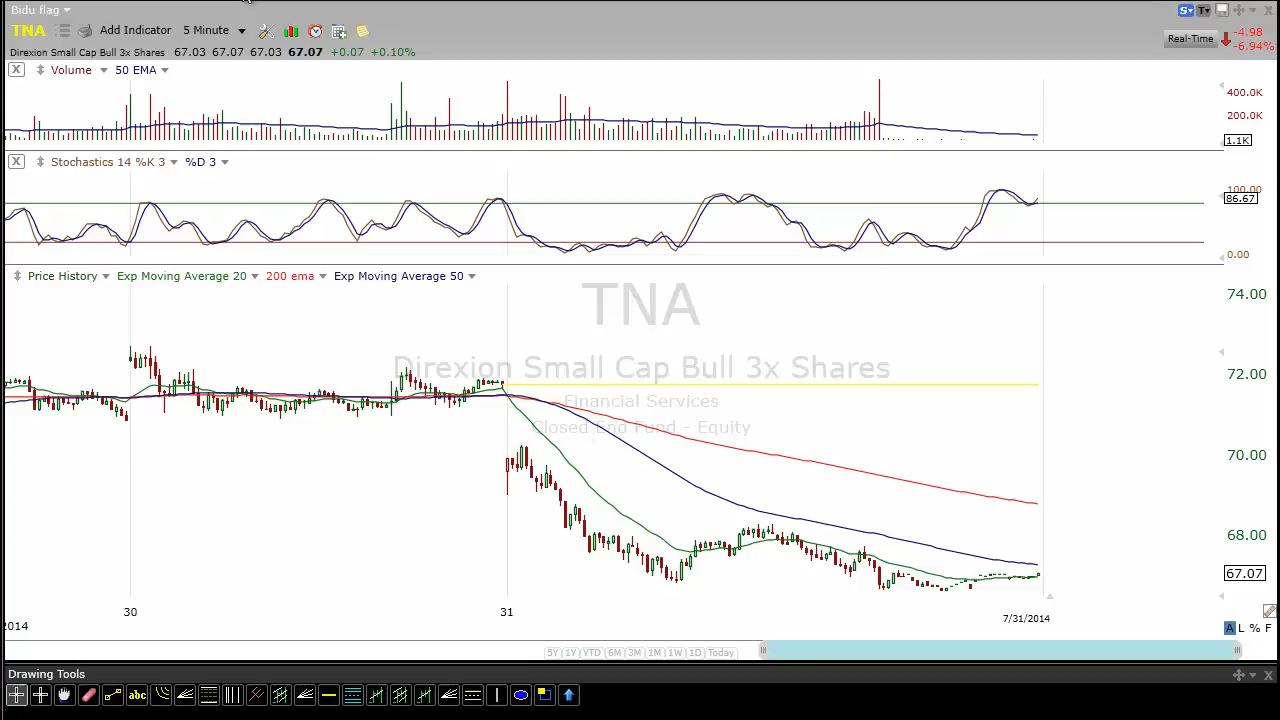 Bidu flag
TNA Add Indicator 5 Minute
Direxion Small Cap Bull 3x Shares 67.03 67.07 67.03 67.07 +0.07 +0.10%
Real-Time -4.98
-6.94%
X Volume 50 EMA
400.0K
200.0K
1.1K
X Stochastics 14 %K 3 %D 3
100.00
86.67
0.00
Price History Exp Moving Average 20 200 ema Exp Moving Average 50
TNA
Direxion Small Cap Bull 3x Shares
Financial Services
Closed End Fund - Equity
74.00
72.00
70.00
68.00
67.07
30 31 7/31/2014
2014
A L % F
5Y 1Y YTD 6M 3M 1M 1W 1D Today
Drawing Tools
abc